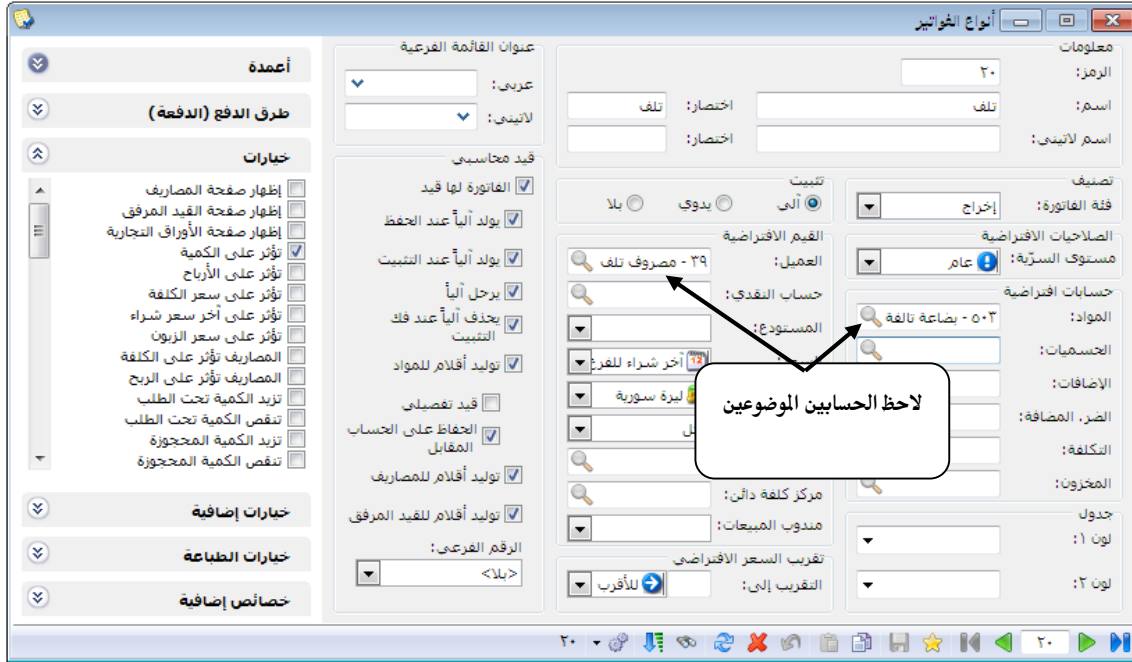 أنواع الفواتير
معلومات
الرمز: ٢٠
اسم: تلف اختصار: تلف
اسم لاتيني: اختصار:
تصنيف
فئة الفاتورة: إخراج
تثبيت
آلي يدوي بلا
الصلاحيات الافتراضية
مستوى السرّية: عام
حسابات افتراضية
المواد: ٥٠٣ - بضاعة تالفة
الحسميات:
الإضافات:
الضر. المضافة:
التكلفة:
المخزون:
جدول
لون ١:
لون ٢:
القيم الافتراضية
العميل: ٣٩ - مصروف تلف
حساب النقدي:
المستودع:
آخر شراء للفرع
ليرة سورية
مركز كلفة دائن:
مندوب المبيعات:
تقريب السعر الافتراضي
التقريب إلى: للأقرب
لاحظ الحسابين الموضوعين
عنوان القائمة الفرعية
عربي:
لاتيني:
قيد محاسبي
الفاتورة لها قيد
يولد آلياً عند الحفظ
يولد آلياً عند التثبيت
يرحل آلياً
يحذف آلياً عند فك
التثبيت
توليد أقلام للمواد
قيد تفصيلي
الحفاظ على الحساب
المقابل
توليد أقلام للمصاريف
توليد أقلام للقيد المرفق
الرقم الفرعي:
<بلا>
أعمدة
طرق الدفع (الدفعة)
خيارات
إظهار صفحة المصاريف
إظهار صفحة القيد المرفق
إظهار صفحة الأوراق التجارية
تؤثر على الكمية
تؤثر على الأرباح
تؤثر على سعر الكلفة
تؤثر على آخر سعر شراء
تؤثر على سعر الزبون
المصاريف تؤثر على الكلفة
المصاريف تؤثر على الربح
تزيد الكمية تحت الطلب
تنقص الكمية تحت الطلب
تزيد الكمية المحجوزة
تنقص الكمية المحجوزة
خيارات إضافية
خيارات الطباعة
خصائص إضافية
٢٠ ٢٠